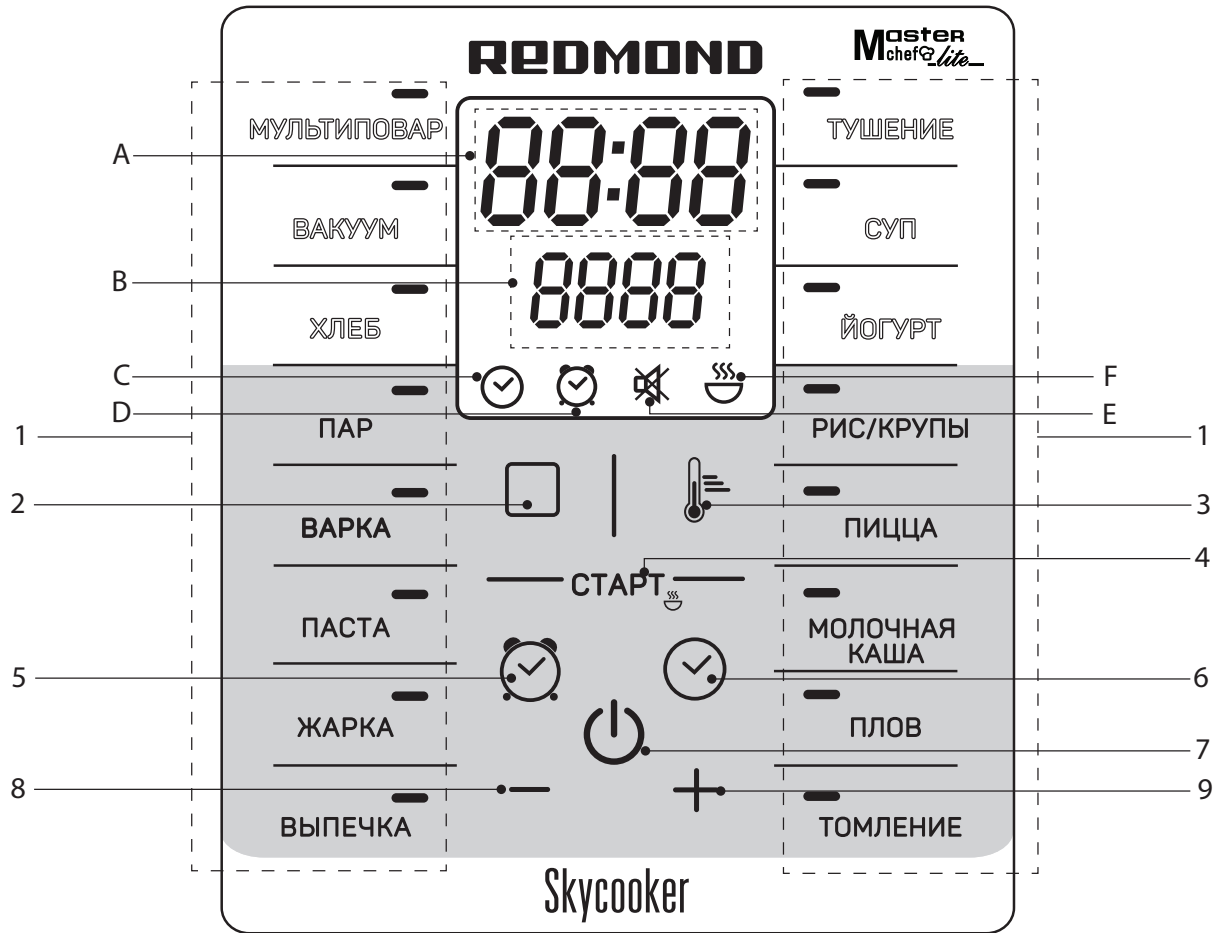 REDMOND
Master
chef lite
МУЛЬТИПОВАР
ТУШЕНИЕ
88:88
A
ВАКУУМ
СУП
B
8888
ХЛЕБ
ЙОГУРТ
C
F
D
E
1
ПАР
РИС/КРУПЫ
1
2
3
ВАРКА
ПИЦЦА
4
СТАРТ
ПАСТА
МОЛОЧНАЯ
КАША
5
6
ЖАРКА
ПЛОВ
7
8
9
ВЫПЕЧКА
ТОМЛЕНИЕ
Skycooker